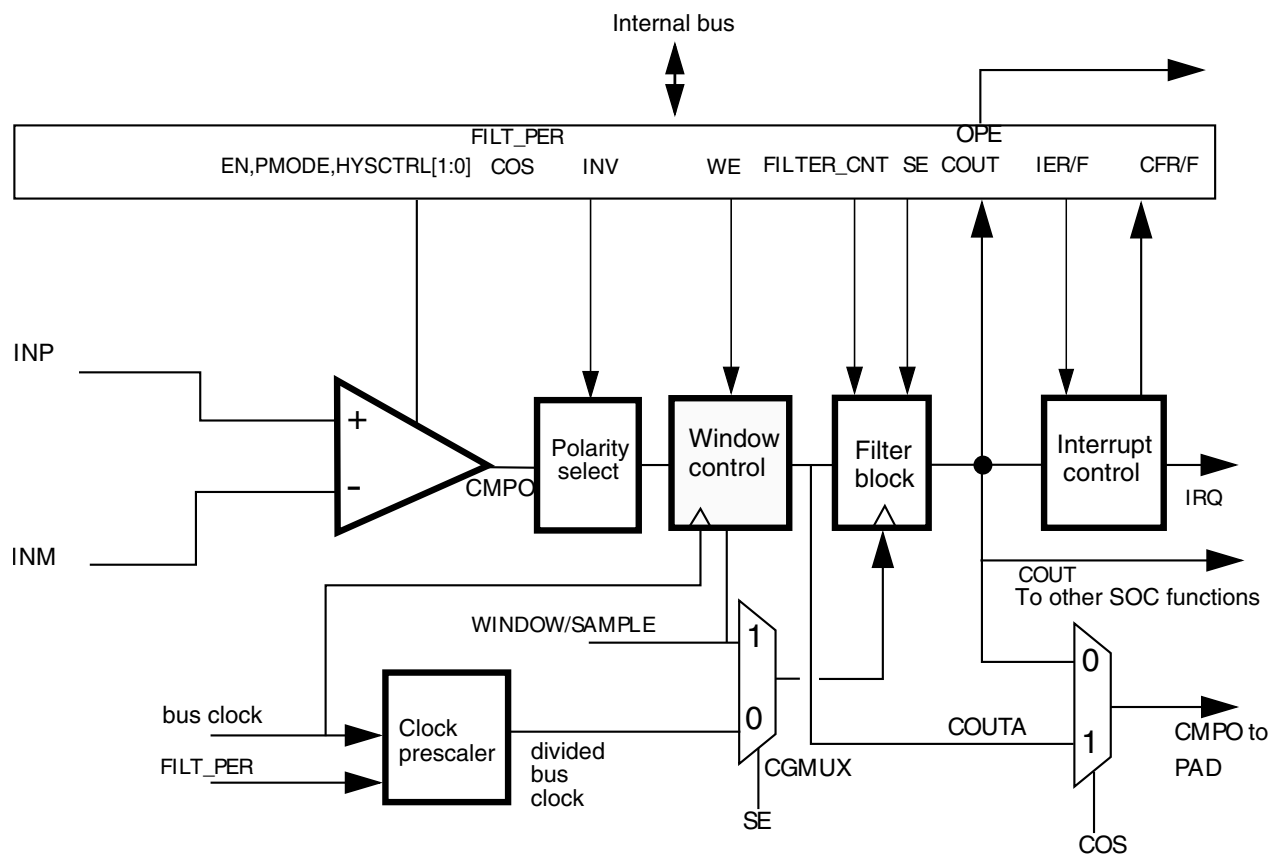 Internal bus
FILT_PER
OPE
EN,PMODE,HYSCTRL[1:0]
COS
INV
WE
FILTER_CNT
SE
COUT
IER/F
CFR/F
INP
+
-
INM
CMPO
Polarity
select
Window
control
Filter
block
Interrupt
control
IRQ
COUT
To other SOC functions
WINDOW/SAMPLE
1
0
CGMUX
SE
bus clock
FILT_PER
Clock
prescaler
divided
bus
clock
0
1
COUTA
CMPO to
PAD
COS